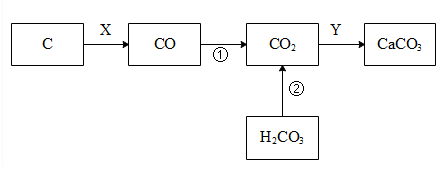 X Y
C CO CO₂ CaCO₃
① ②
H₂CO₃